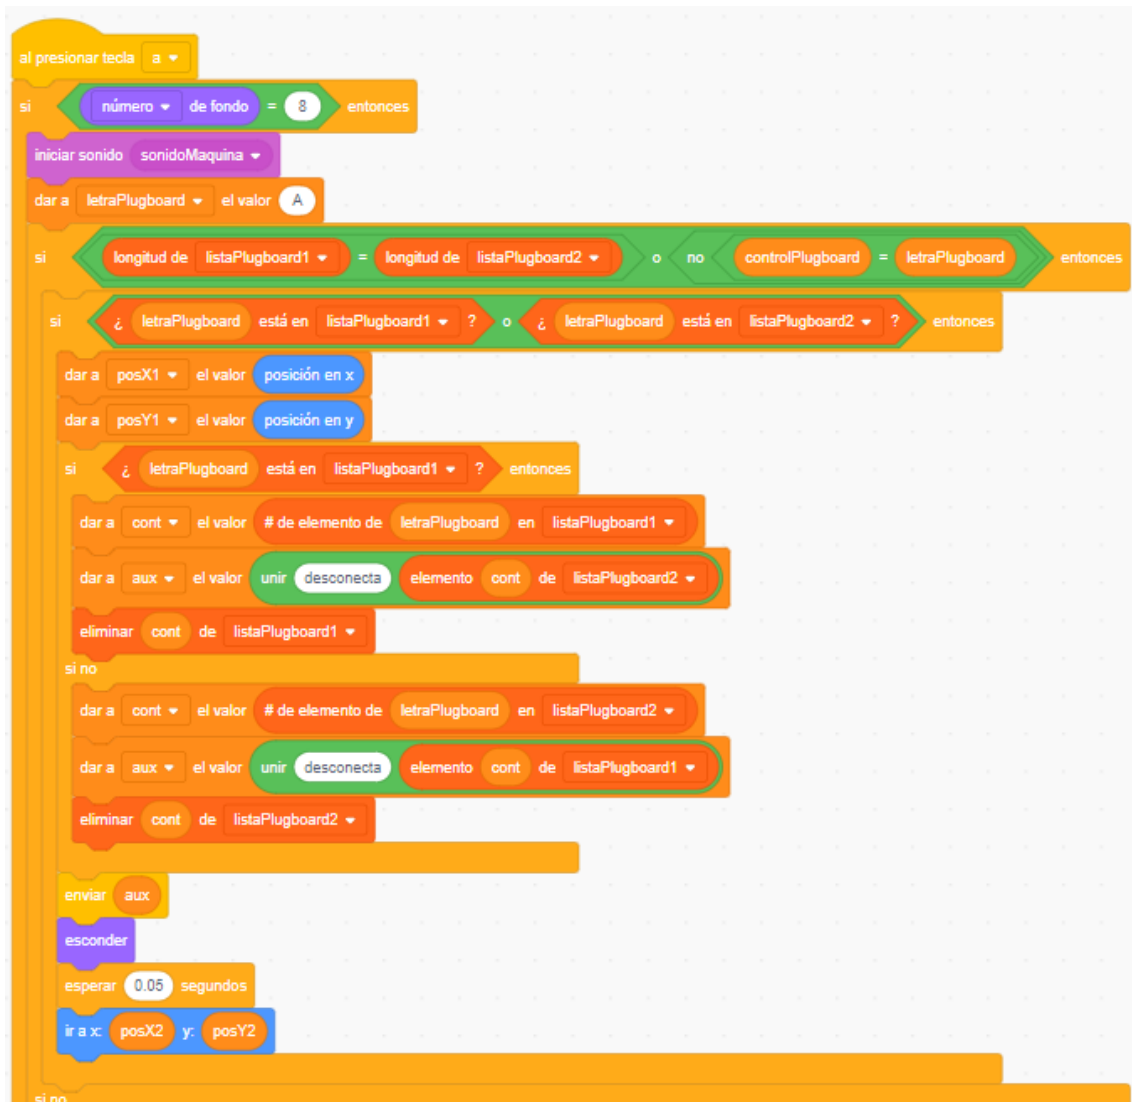 al presionar tecla a
si número de fondo = 8 entonces
iniciar sonido sonidoMaquina
dar a letraPlugboard el valor A
si longitud de listaPlugboard1 = longitud de listaPlugboard2 o no controlPlugboard = letraPlugboard entonces
si ¿ letraPlugboard está en listaPlugboard1 ? o ¿ letraPlugboard está en listaPlugboard2 ? entonces
dar a posX1 el valor posición en x
dar a posY1 el valor posición en y
si ¿ letraPlugboard está en listaPlugboard1 ? entonces
dar a cont el valor # de elemento de letraPlugboard en listaPlugboard1
dar a aux el valor unir desconecta elemento cont de listaPlugboard2
eliminar cont de listaPlugboard1
si no
dar a cont el valor # de elemento de letraPlugboard en listaPlugboard2
dar a aux el valor unir desconecta elemento cont de listaPlugboard1
eliminar cont de listaPlugboard2
enviar aux
esconder
esperar 0.05 segundos
ir a x: posX2 y: posY2
si no